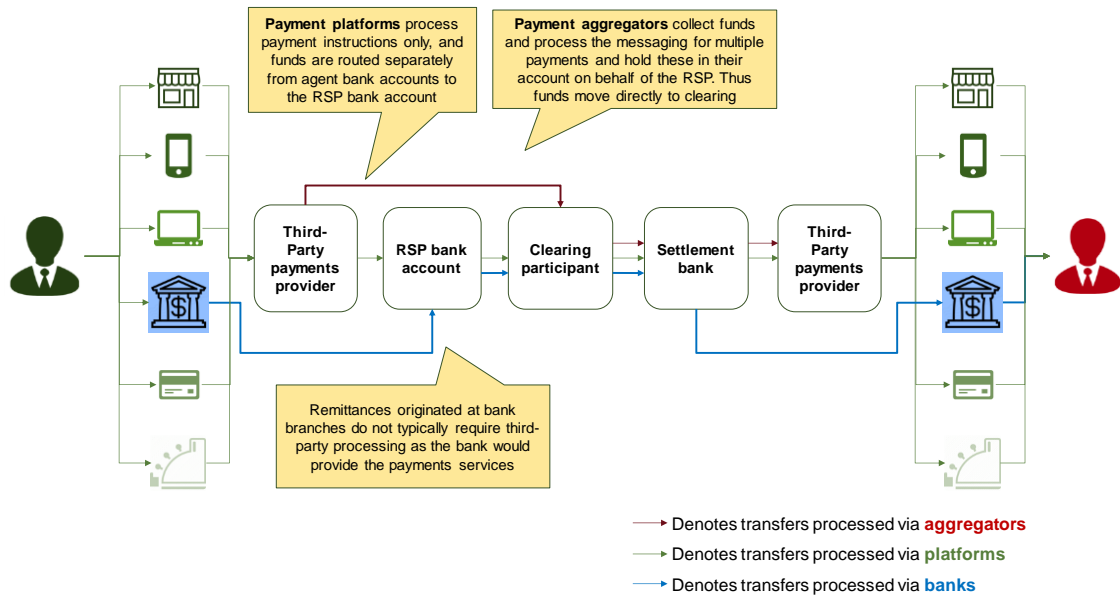 Payment platforms process
payment instructions only, and
funds are routed separately
from agent bank accounts to
the RSP bank account
Payment aggregators collect funds
and process the messaging for multiple
payments and hold these in their
account on behalf of the RSP. Thus
funds move directly to clearing
Third-
Party
payments
provider
RSP bank
account
Clearing
participant
Settlement
bank
Third-
Party
payments
provider
$
$
Remittances originated at bank
branches do not typically require third-
party processing as the bank would
provide the payments services
Denotes transfers processed via aggregators
Denotes transfers processed via platforms
Denotes transfers processed via banks